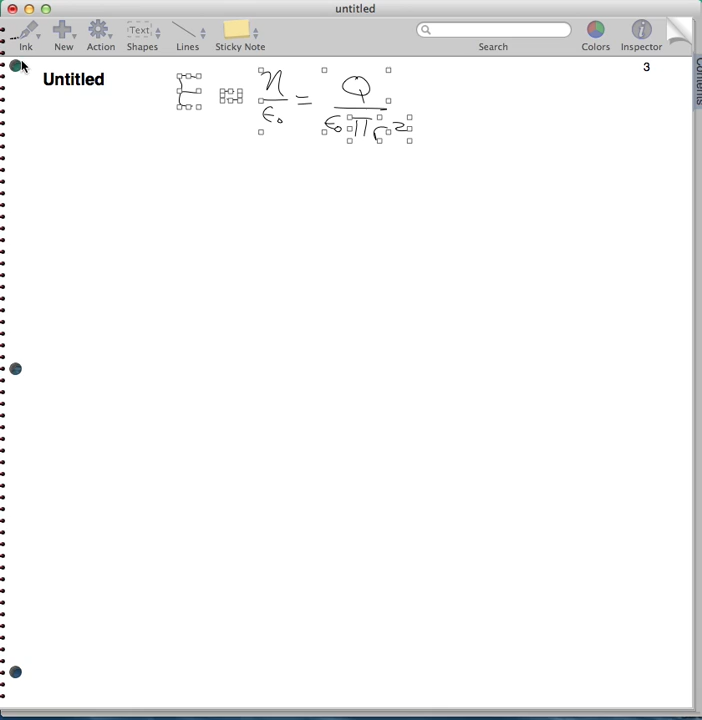 untitled
Ink New Action Text Shapes Lines Sticky Note Search Colors Inspector
Contents
3
Untitled
E = η/ε₀ = Q/(ε₀πr²)